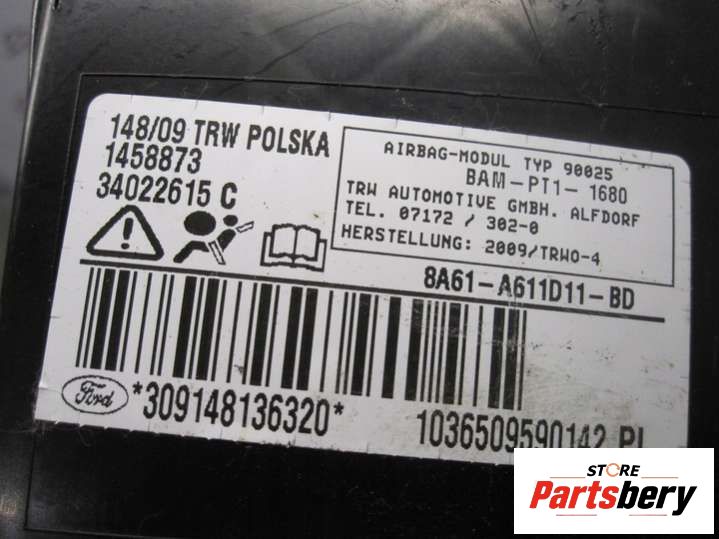 148/09 TRW POLSKA
1458873
34022615 C
AIRBAG-MODUL TYP 90025
BAM-PT1- 1680
TRW AUTOMOTIVE GMBH. ALFDORF
TEL. 07172 / 302-0
HERSTELLUNG: 2009/TRWO-4
8A61-A611D11-BD
Ford
*309148136320*
1036509590142 PL
STORE
Partsbery